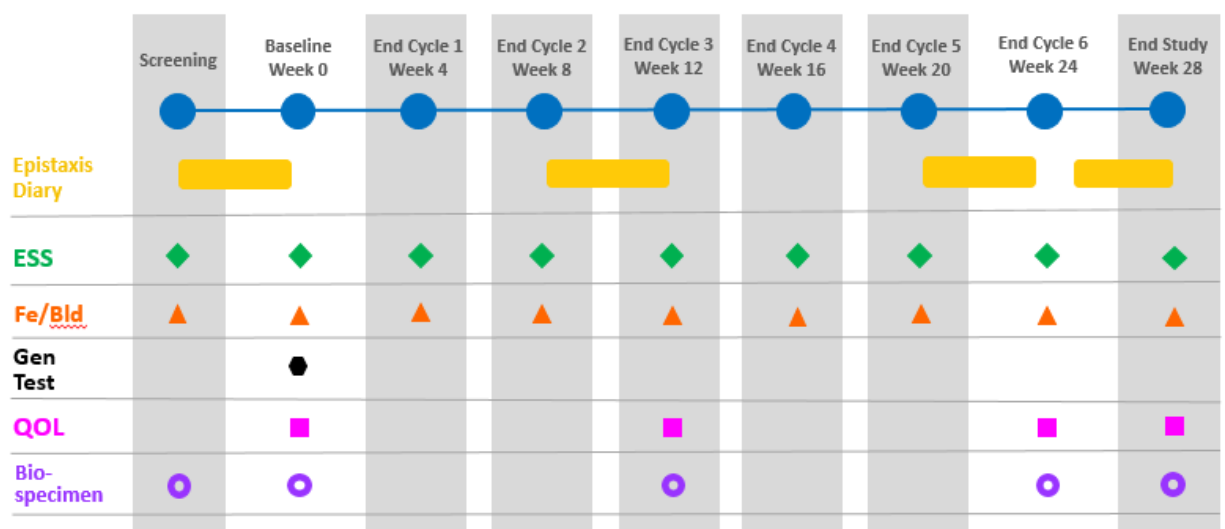 Screening
Baseline
Week 0
End Cycle 1
Week 4
End Cycle 2
Week 8
End Cycle 3
Week 12
End Cycle 4
Week 16
End Cycle 5
Week 20
End Cycle 6
Week 24
End Study
Week 28
Epistaxis
Diary
ESS
Fe/Bld
Gen
Test
QOL
Bio-
specimen